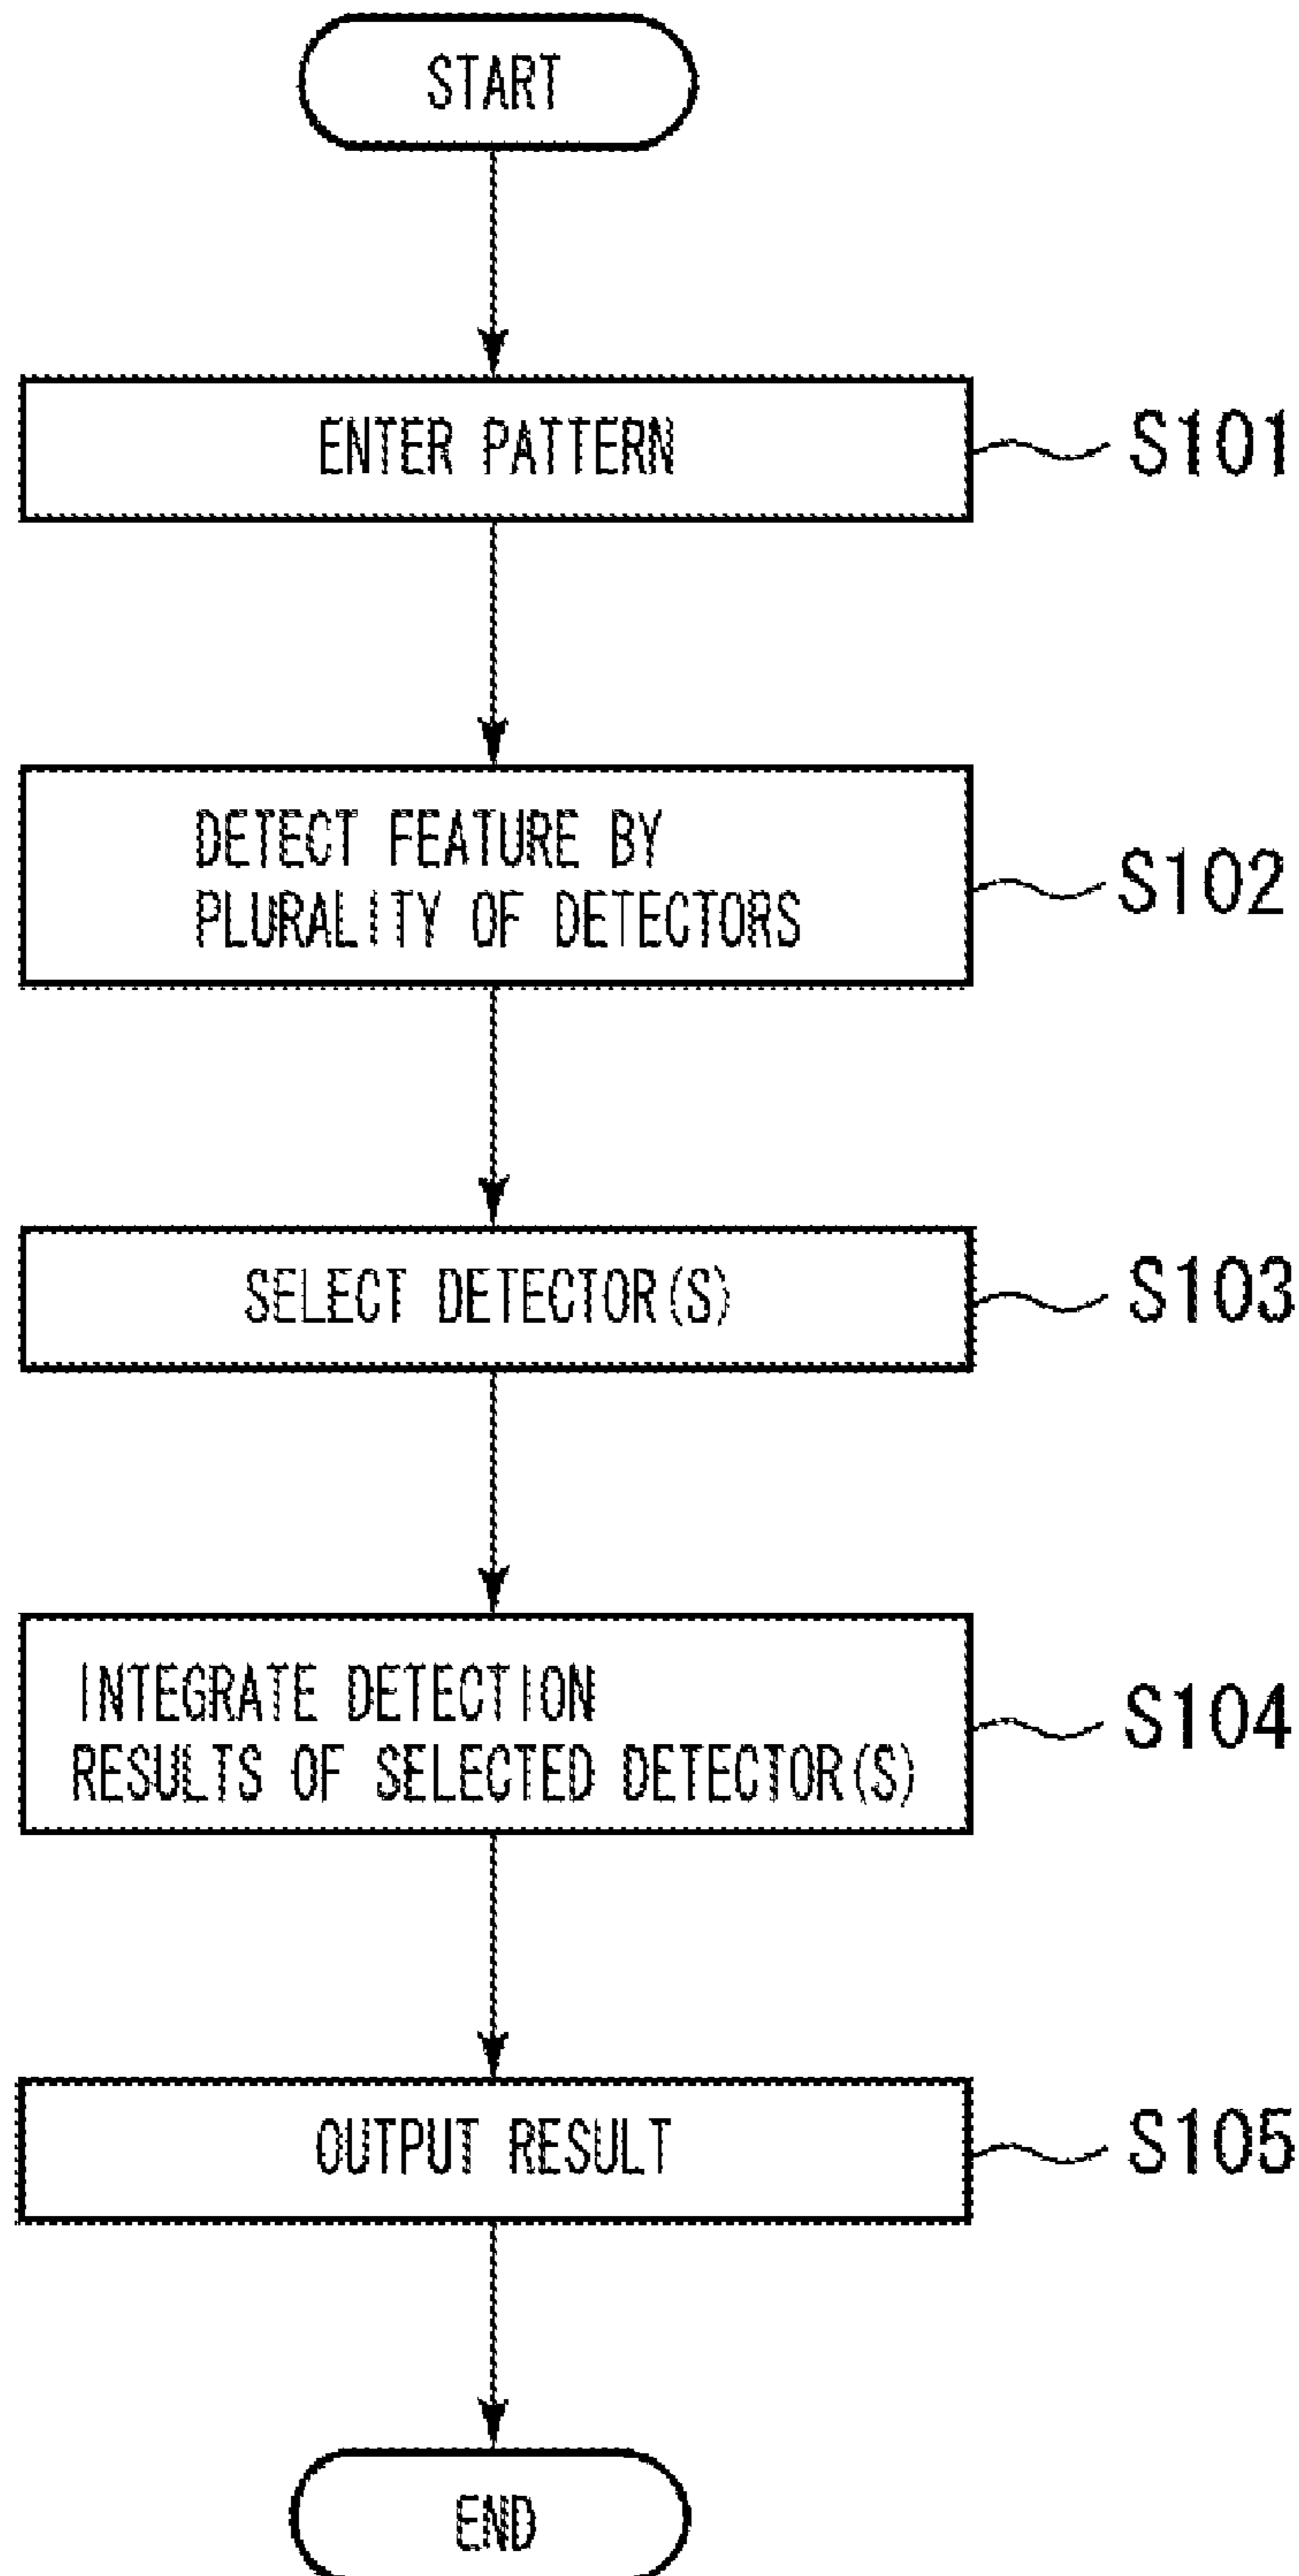 START
ENTER PATTERN
S101
DETECT FEATURE BY
PLURALITY OF DETECTORS
S102
SELECT DETECTOR(S)
S103
INTEGRATE DETECTION
RESULTS OF SELECTED DETECTOR(S)
S104
OUTPUT RESULT
S105
END